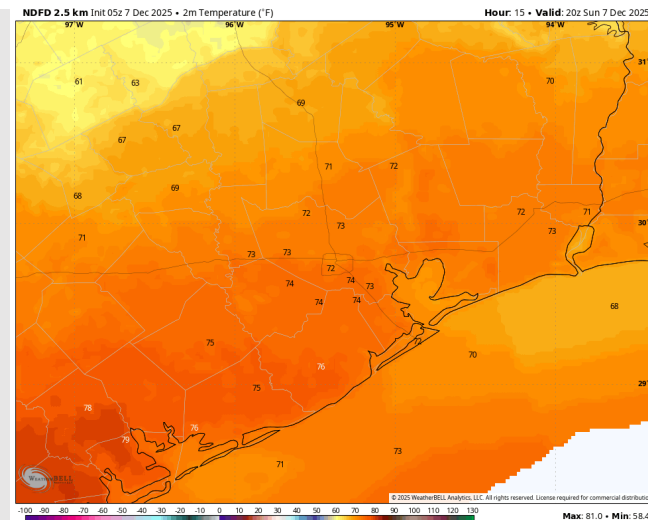 NDFD 2.5 km Init 05z 7 Dec 2025 • 2m Temperature (°F)
Hour: 15 • Valid: 20z Sun 7 Dec 2025
97°W 96°W 95°W 94°W
61 63 70 31°
69
67 67
71 72
68 69
72 72 71 30°
71 73 73
73 73
72
74 74 73
74 74
68
75 72
70
76
75 29°
78
79 76
73
71
WEATHERBELL
© 2025 WeatherBELL Analytics, LLC. All rights reserved. License required for commercial distributio
-100 -90 -80 -70 -60 -50 -40 -30 -20 -10 0 10 20 30 40 50 60 70 80 90 100 110 120 130
Max: 81.0 • Min: 58.4